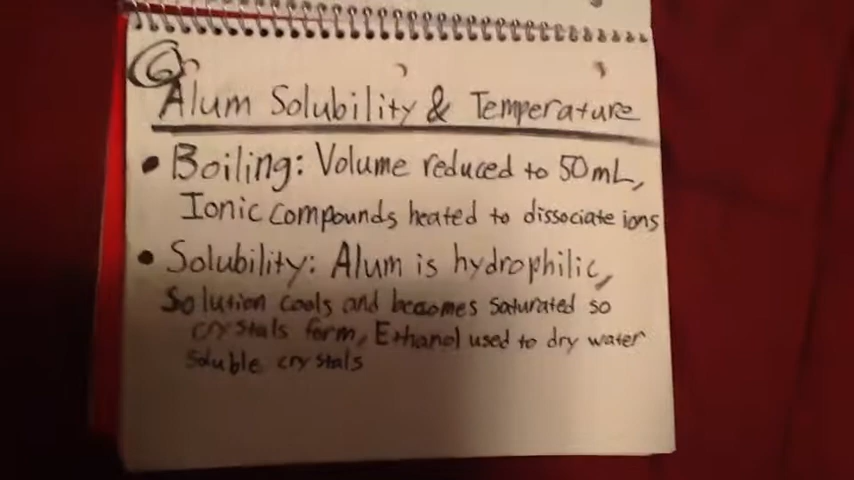 6
Alum Solubility & Temperature
• Boiling: Volume reduced to 50mL,
Ionic compounds heated to dissociate ions
• Solubility: Alum is hydrophilic,
Solution cools and becomes saturated so
crystals form, Ethanol used to dry water
soluble crystals